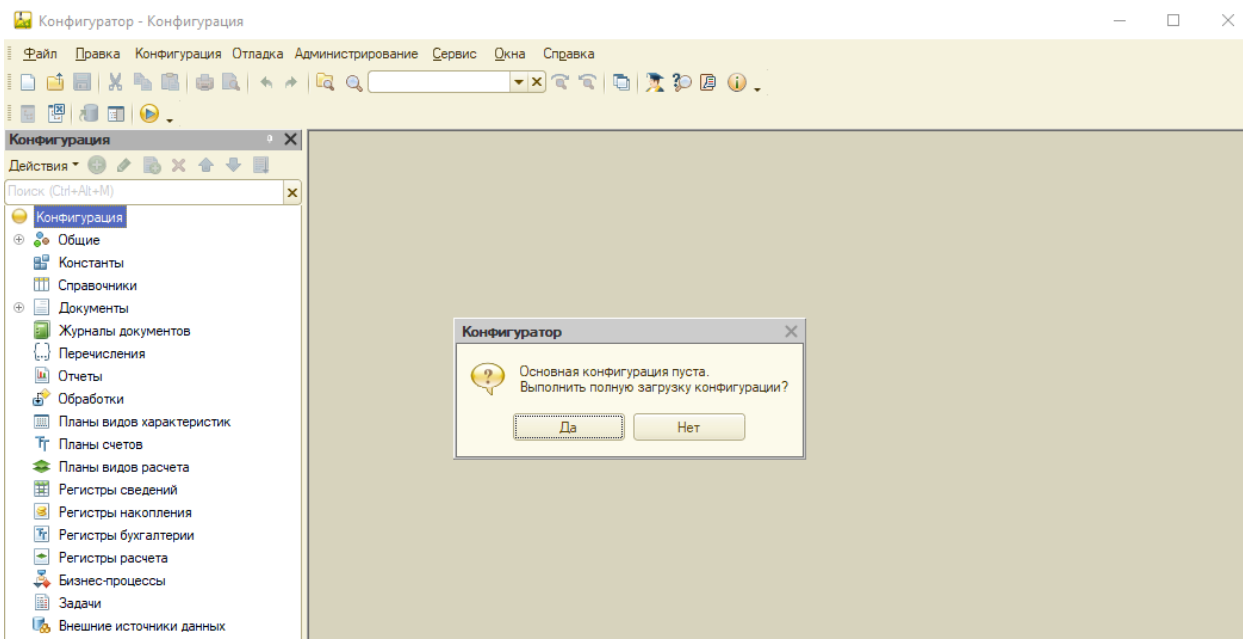 Конфигуратор - Конфигурация
Файл Правка Конфигурация Отладка Администрирование Сервис Окна Справка
Конфигурация
Действия
Поиск (Ctrl+Alt+M)
Конфигурация
Общие
Константы
Справочники
Документы
Журналы документов
Перечисления
Отчеты
Обработки
Планы видов характеристик
Планы счетов
Планы видов расчета
Регистры сведений
Регистры накопления
Регистры бухгалтерии
Регистры расчета
Бизнес-процессы
Задачи
Внешние источники данных
Конфигуратор
Основная конфигурация пуста.
Выполнить полную загрузку конфигурации?
Да Нет